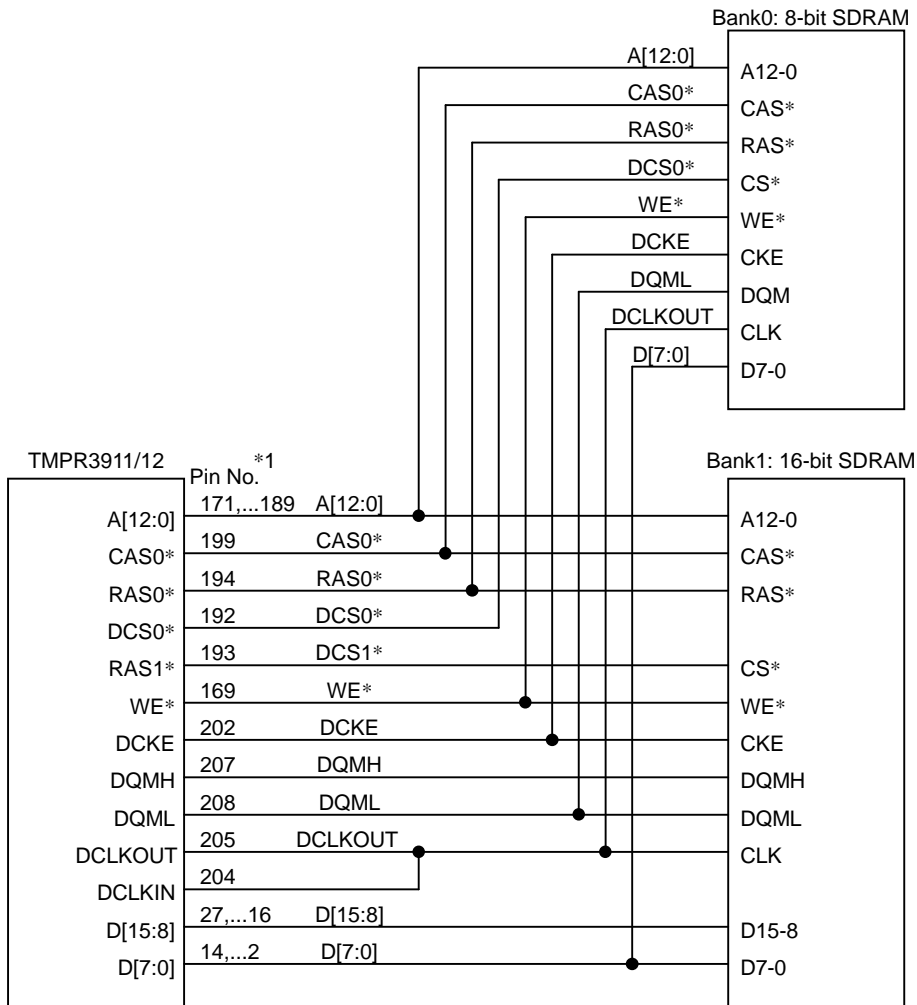 Bank0: 8-bit SDRAM
A[12:0] A12-0
CAS0* CAS*
RAS0* RAS*
DCS0* CS*
WE* WE*
DCKE CKE
DQML DQM
DCLKOUT CLK
D[7:0] D7-0
TMPR3911/12 Pin No. *1 Bank1: 16-bit SDRAM
A[12:0] 171,...189 A[12:0] A12-0
CAS0* 199 CAS0* CAS*
RAS0* 194 RAS0* RAS*
DCS0* 192 DCS0*
RAS1* 193 DCS1* CS*
WE* 169 WE* WE*
DCKE 202 DCKE CKE
DQMH 207 DQMH DQMH
DQML 208 DQML DQML
DCLKOUT 205 DCLKOUT CLK
DCLKIN 204
D[15:8] 27,...16 D[15:8] D15-8
D[7:0] 14,...2 D[7:0] D7-0